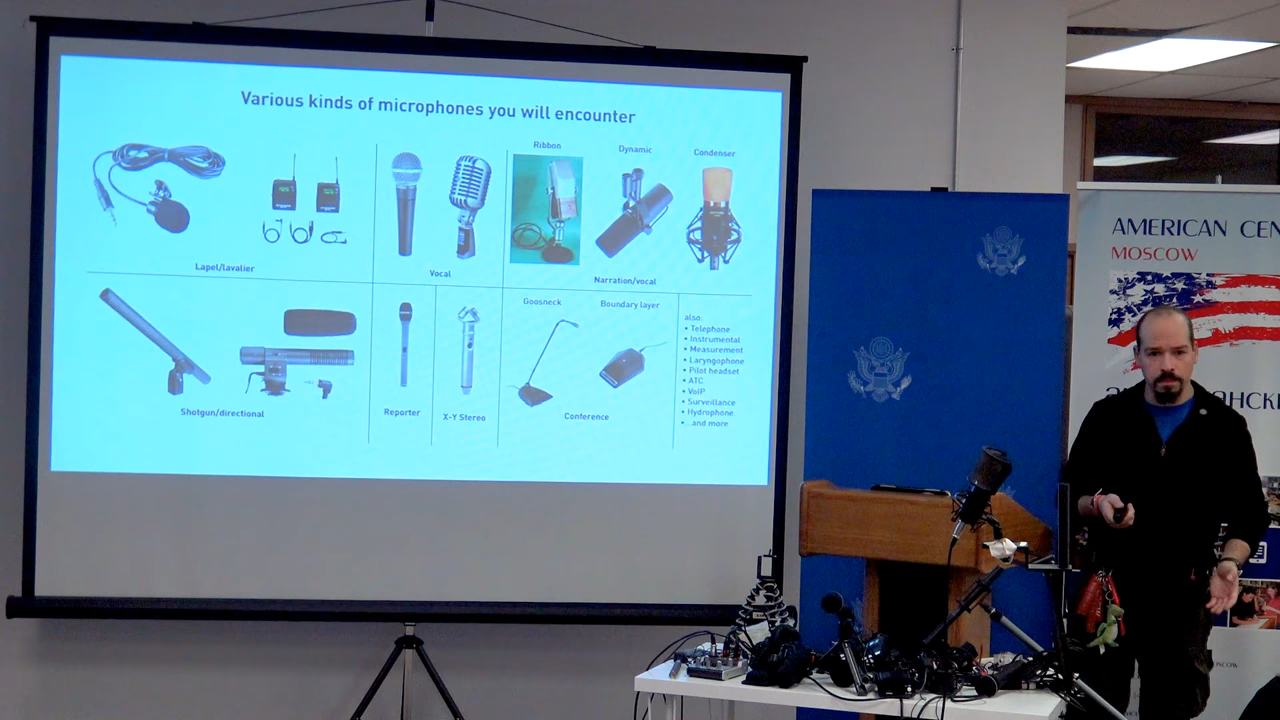 Various kinds of microphones you will encounter
Ribbon
Dynamic
Condenser
Lapel/lavalier
Vocal
Narration/vocal
Goosneck
Boundary layer
also:
• Telephone
• Instrumental
• Measurement
• Laryngophone
• Pilot headset
• ATC
• VoIP
• Surveillance
• Hydrophone
•...and more
Shotgun/directional
Reporter
X-Y Stereo
Conference
AMERICAN CEN
MOSCOW